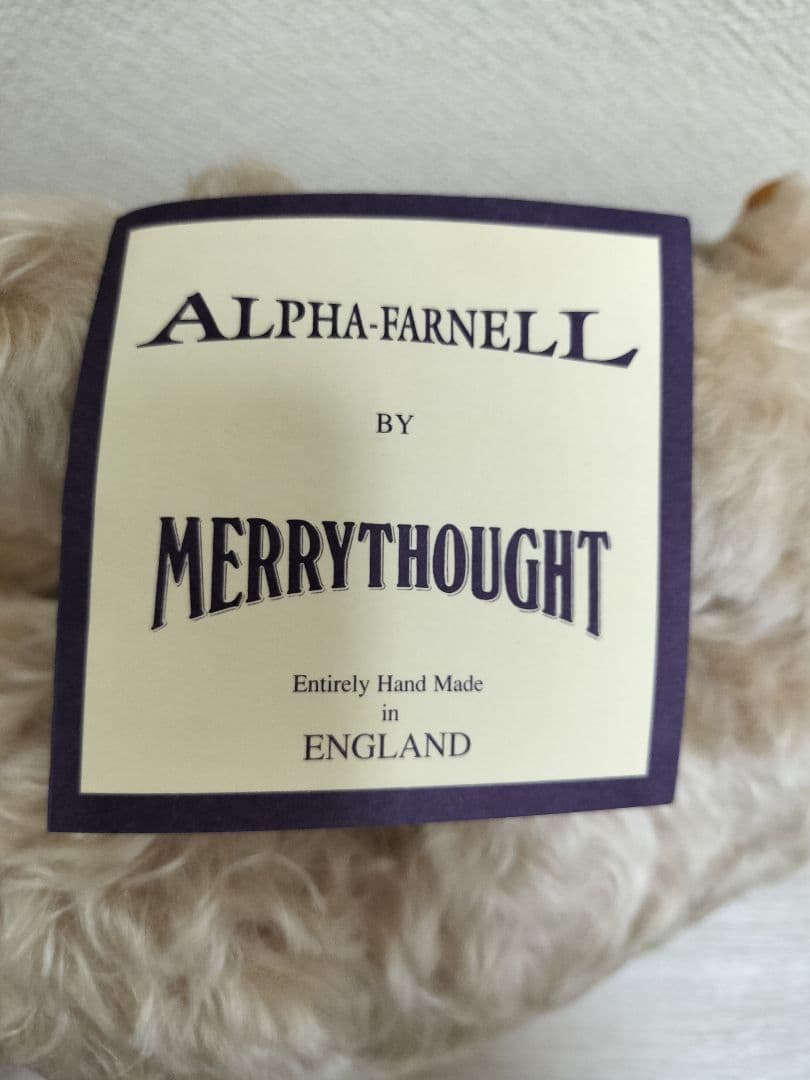 ALPHA-FARNELL
BY
MERRYTHOUGHT
Entirely Hand Made
in
ENGLAND